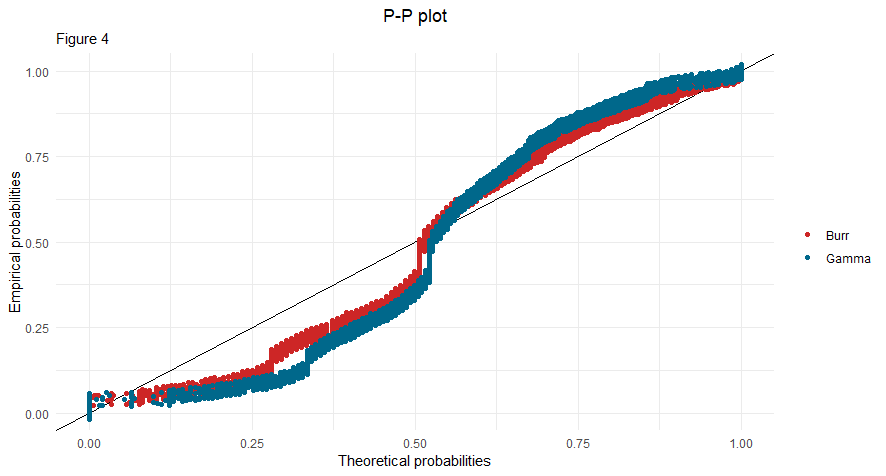 P-P plot
Figure 4
1.00
0.75
0.50
0.25
0.00
Empirical probabilities
0.00 0.25 0.50 0.75 1.00
Theoretical probabilities
Burr
Gamma